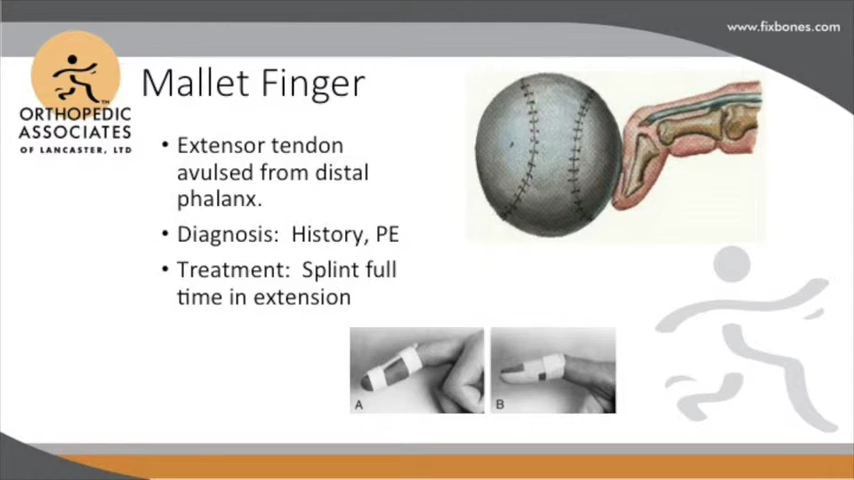 www.fixbones.com
ORTHOPEDIC
ASSOCIATES
OF LANCASTER, LTD
Mallet Finger
• Extensor tendon
avulsed from distal
phalanx.
• Diagnosis: History, PE
• Treatment: Splint full
time in extension
A
B